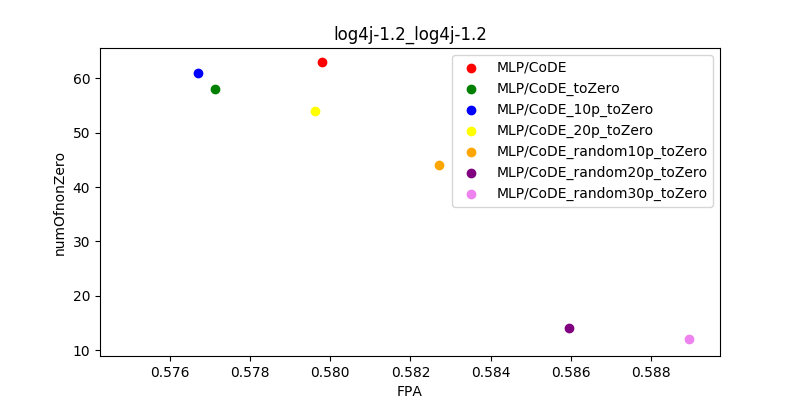 log4j-1.2_log4j-1.2
MLP/CoDE
MLP/CoDE_toZero
MLP/CoDE_10p_toZero
MLP/CoDE_20p_toZero
MLP/CoDE_random10p_toZero
MLP/CoDE_random20p_toZero
MLP/CoDE_random30p_toZero
numOfnonZero
60
50
40
30
20
10
0.576 0.578 0.580 0.582 0.584 0.586 0.588
FPA